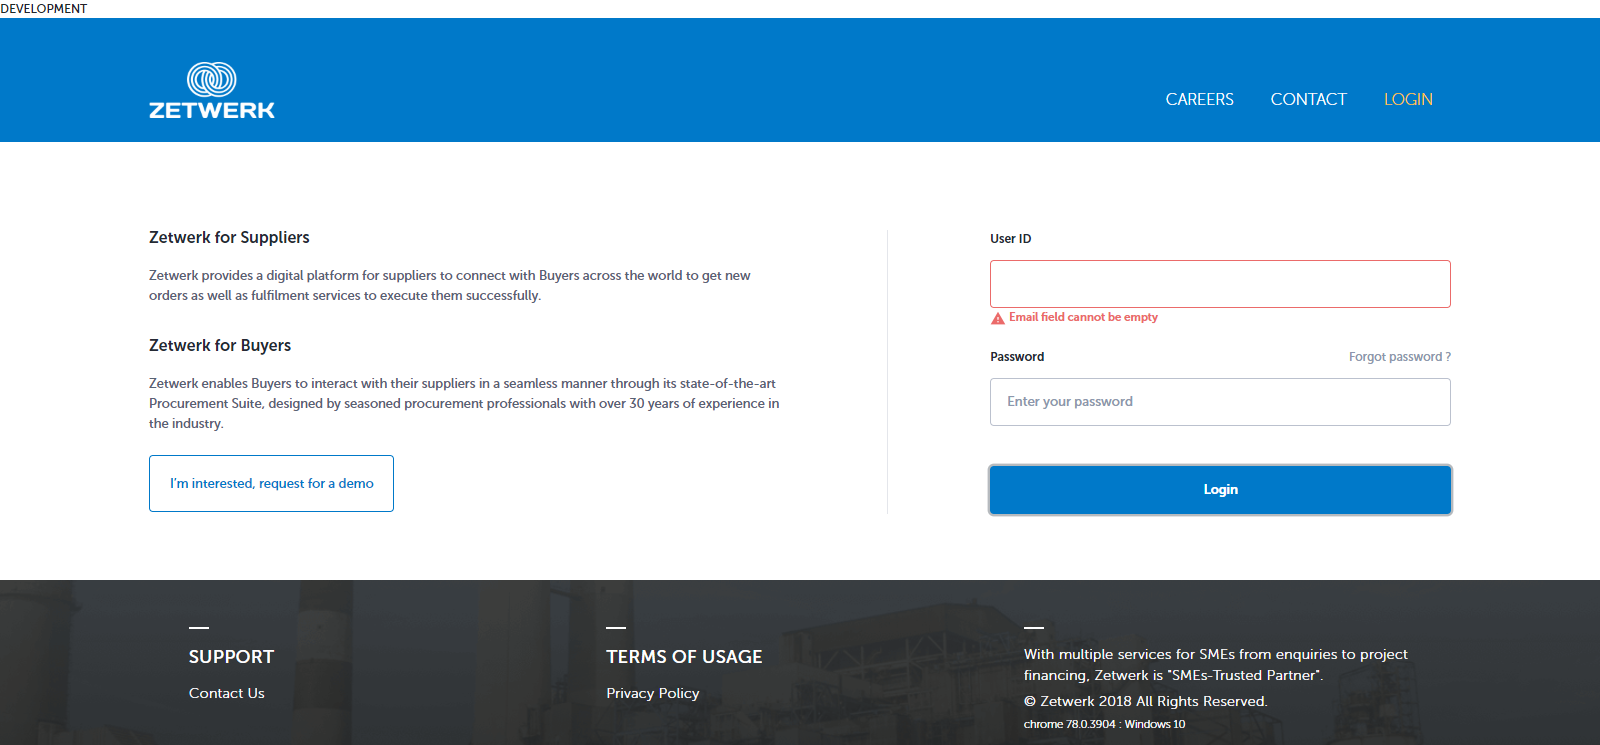 DEVELOPMENT
ZETWERK
CAREERS
CONTACT
LOGIN
Zetwerk for Suppliers
Zetwerk provides a digital platform for suppliers to connect with Buyers across the world to get new
orders as well as fulfilment services to execute them successfully.
Zetwerk for Buyers
Zetwerk enables Buyers to interact with their suppliers in a seamless manner through its state-of-the-art
Procurement Suite, designed by seasoned procurement professionals with over 30 years of experience in
the industry.
I'm interested, request for a demo
User ID
Email field cannot be empty
Password
Forgot password ?
Enter your password
Login
SUPPORT
Contact Us
TERMS OF USAGE
Privacy Policy
With multiple services for SMEs from enquiries to project
financing, Zetwerk is "SMEs-Trusted Partner".
© Zetwerk 2018 All Rights Reserved.
chrome 78.0.3904 : Windows 10